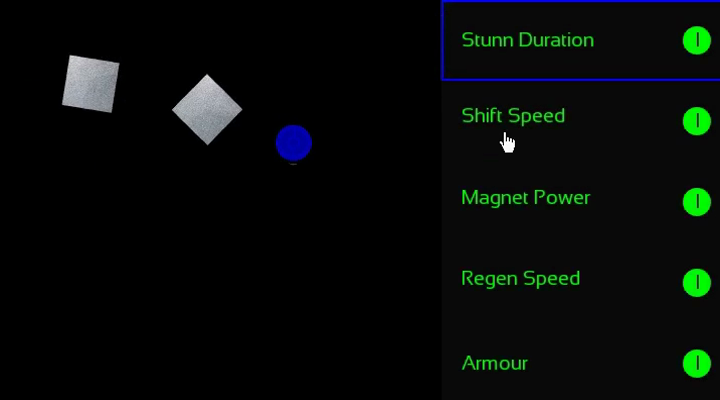 Stunn Duration
Shift Speed
Magnet Power
Regen Speed
Armour